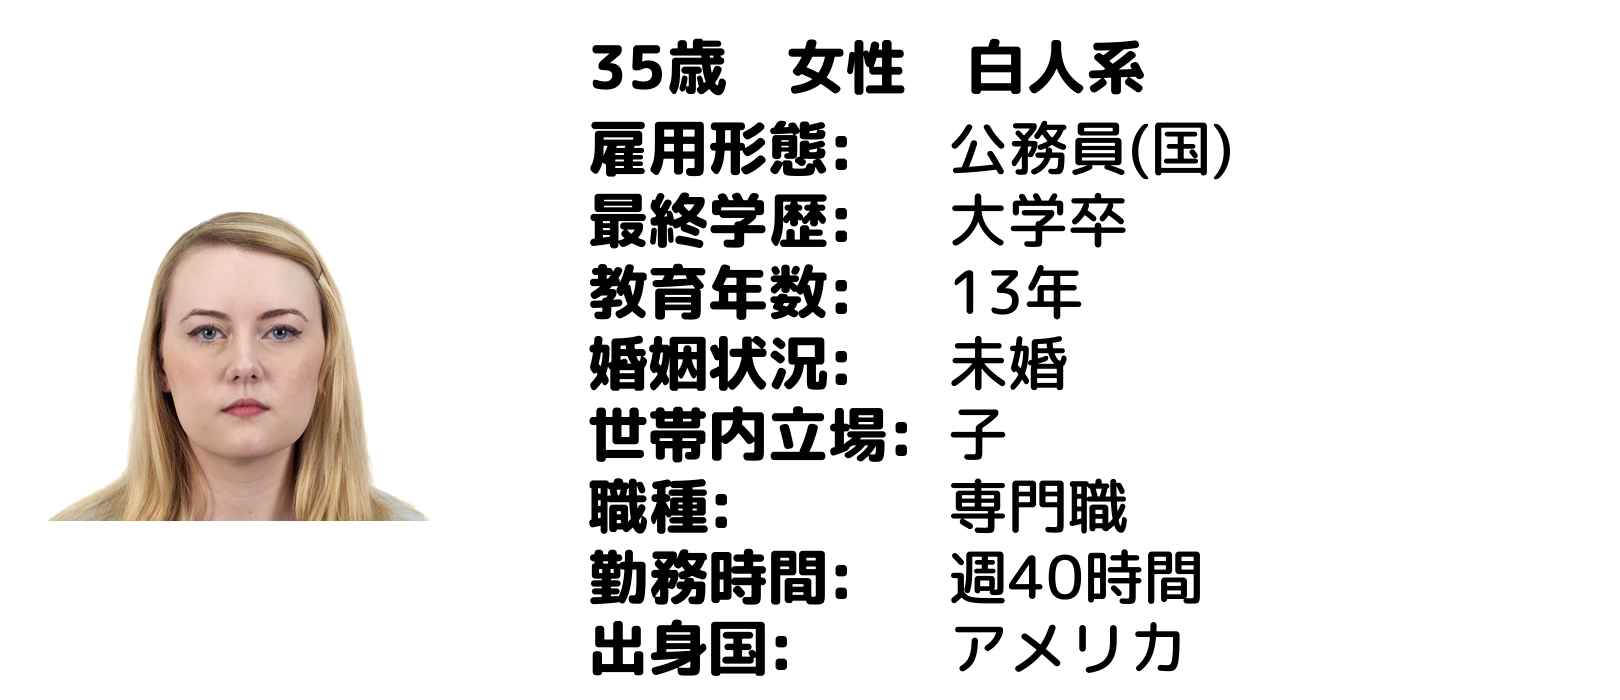 35歳　女性　白人系
雇用形態:　公務員(国)
最終学歴:　大学卒
教育年数:　13年
婚姻状況:　未婚
世帯内立場:　子
職種:　専門職
勤務時間:　週40時間
出身国:　アメリカ